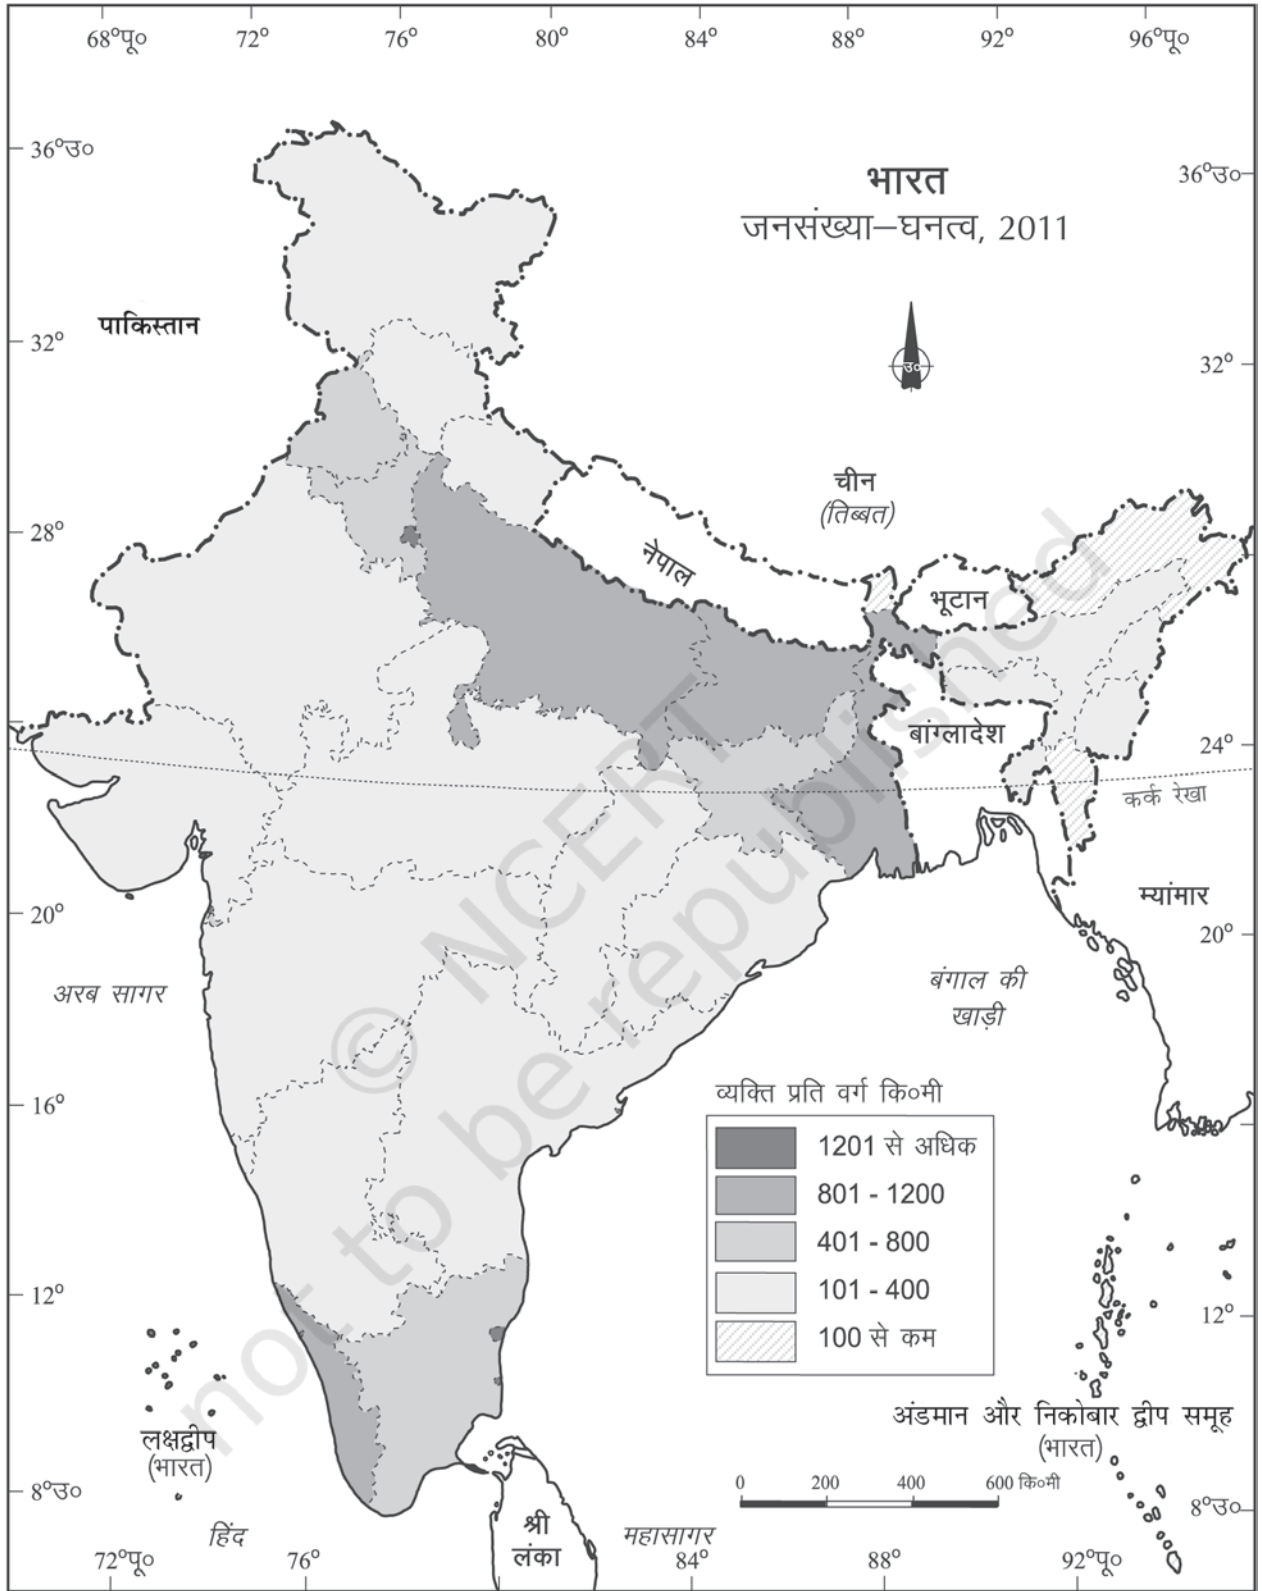 68°पू० 72° 76° 80° 84° 88° 92° 96°पू०
36°उ०
भारत
36°उ०
जनसंख्या–घनत्व, 2011
पाकिस्तान
32°
उ०
32°
चीन
(तिब्बत)
28°
नेपाल
भूटान
बांग्लादेश
24°
कर्क रेखा
म्यांमार
20°
20°
अरब सागर
बंगाल की
खाड़ी
16°
व्यक्ति प्रति वर्ग कि०मी
1201 से अधिक
801 - 1200
401 - 800
101 - 400
100 से कम
12°
12°
अंडमान और निकोबार द्वीप समूह
(भारत)
लक्षद्वीप
(भारत)
0 200 400 600 कि०मी
8°उ०
8°उ०
श्री
लंका
हिंद
महासागर
72°पू० 76° 84° 88° 92°पू०
© NCERT
not to be republished